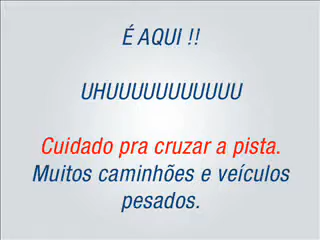 É AQUI !!
UHUUUUUUUUUUU
Cuidado pra cruzar a pista.
Muitos caminhões e veículos
pesados.